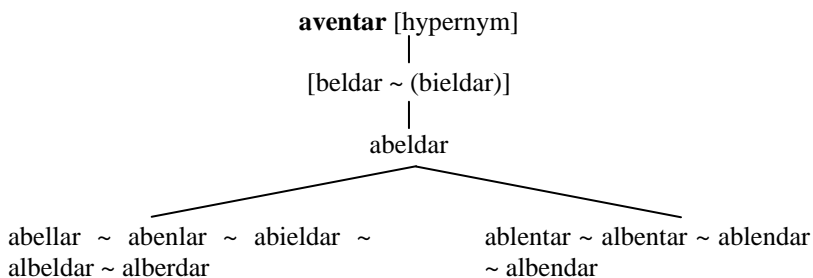 aventar [hypernym]
[beldar ~ (bieldar)]
abeldar
abellar ~ abenlar ~ abieldar ~
albeldar ~ alberdar
ablentar ~ albentar ~ ablendar
~ albendar